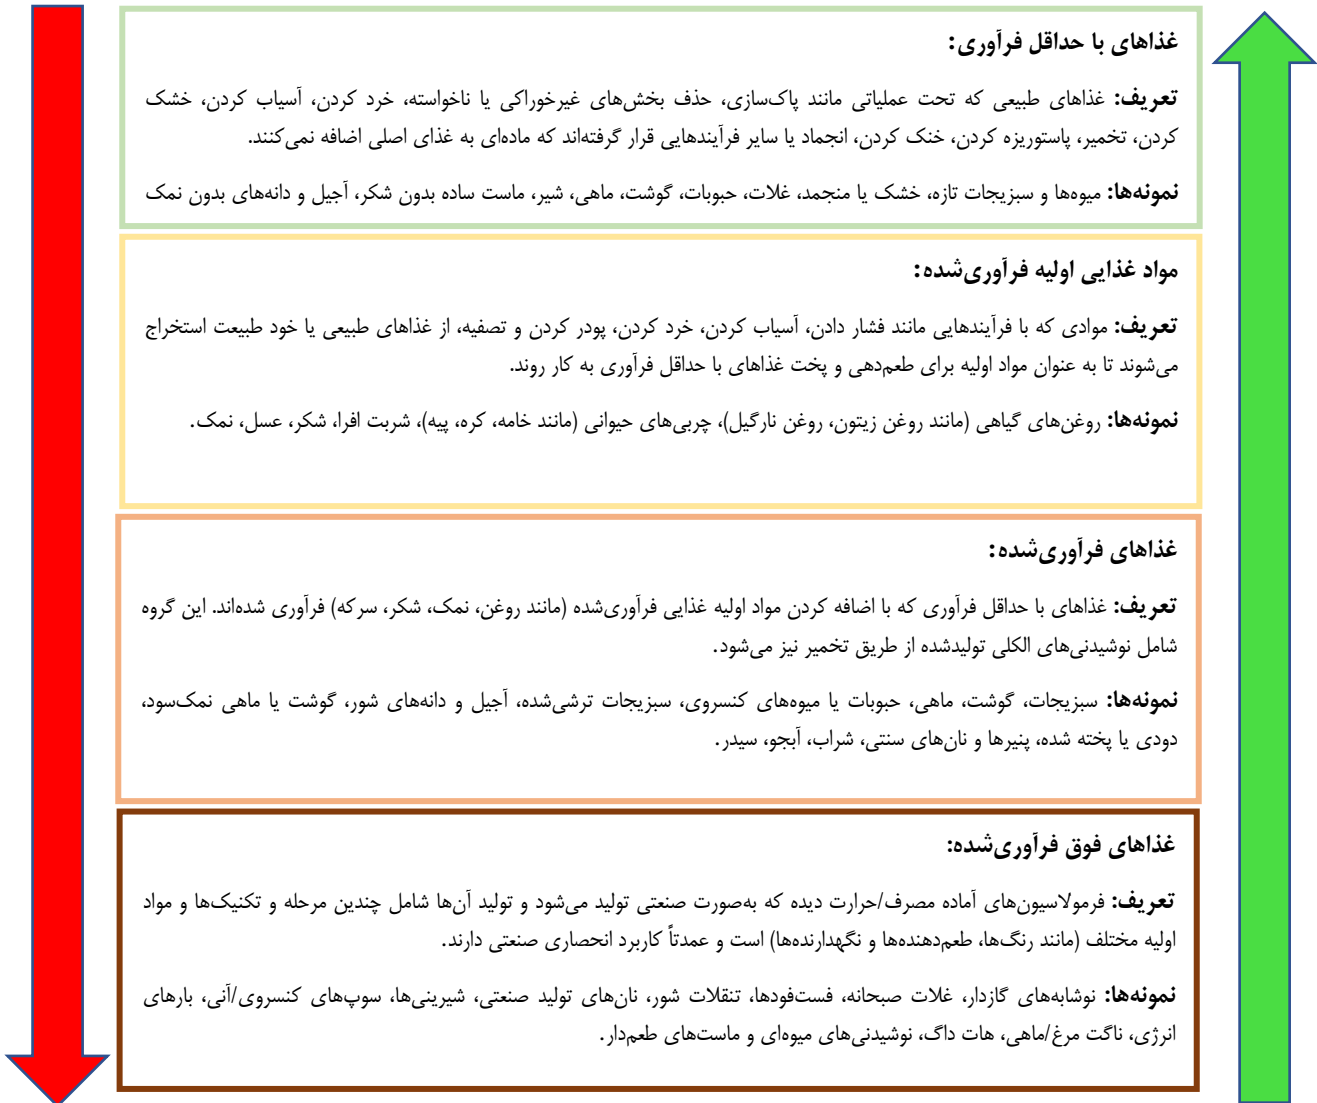 غذاهای با حداقل فرآوری:
تعریف: غذاهای طبیعی که تحت عملیاتی مانند پاک‌سازی، حذف بخش‌های غیرخوراکی یا ناخواسته، خرد کردن، آسیاب کردن، خشک
کردن، تخمیر، پاستوریزه کردن، خنک کردن، انجماد یا سایر فرآیندهایی قرار گرفته‌اند که ماده‌ای به غذای اصلی اضافه نمی‌کنند.
نمونه‌ها: میوه‌ها و سبزیجات تازه، خشک یا منجمد، غلات، حبوبات، گوشت، ماهی، شیر، ماست ساده بدون شکر، آجیل و دانه‌های بدون نمک
مواد غذایی اولیه فرآوری‌شده:
تعریف: موادی که با فرآیندهایی مانند فشار دادن، آسیاب کردن، خرد کردن، پودر کردن و تصفیه، از غذاهای طبیعی یا خود طبیعت استخراج
می‌شوند تا به عنوان مواد اولیه برای طعم‌دهی و پخت غذاهای با حداقل فرآوری به کار روند.
نمونه‌ها: روغن‌های گیاهی (مانند روغن زیتون، روغن نارگیل)، چربی‌های حیوانی (مانند خامه، کره، پیه)، شربت افرا، شکر، عسل، نمک.
غذاهای فرآوری‌شده:
تعریف: غذاهای با حداقل فرآوری که با اضافه کردن مواد اولیه غذایی فرآوری‌شده (مانند روغن، نمک، شکر، سرکه) فرآوری شده‌اند. این گروه
شامل نوشیدنی‌های الکلی تولیدشده از طریق تخمیر نیز می‌شود.
نمونه‌ها: سبزیجات، گوشت، ماهی، حبوبات یا میوه‌های کنسروی، سبزیجات ترشی‌شده، آجیل و دانه‌های شور، گوشت یا ماهی نمک‌سود،
دودی یا پخته شده، پنیرها و نان‌های سنتی، شراب، آبجو، سیدر.
غذاهای فوق فرآوری‌شده:
تعریف: فرمولاسیون‌های آماده مصرف/حرارت دیده که به‌صورت صنعتی تولید می‌شود و تولید آن‌ها شامل چندین مرحله و تکنیک‌ها و مواد
اولیه مختلف (مانند رنگ‌ها، طعم‌دهنده‌ها و نگهدارنده‌ها) است و عمدتاً کاربرد انحصاری صنعتی دارند.
نمونه‌ها: نوشابه‌های گازدار، غلات صبحانه، فست‌فودها، تنقلات شور، نان‌های تولید صنعتی، شیرینی‌ها، سوپ‌های کنسروی/آنی، بارهای
انرژی، ناگت مرغ/ماهی، هات داگ، نوشیدنی‌های میوه‌ای و ماست‌های طعم‌دار.